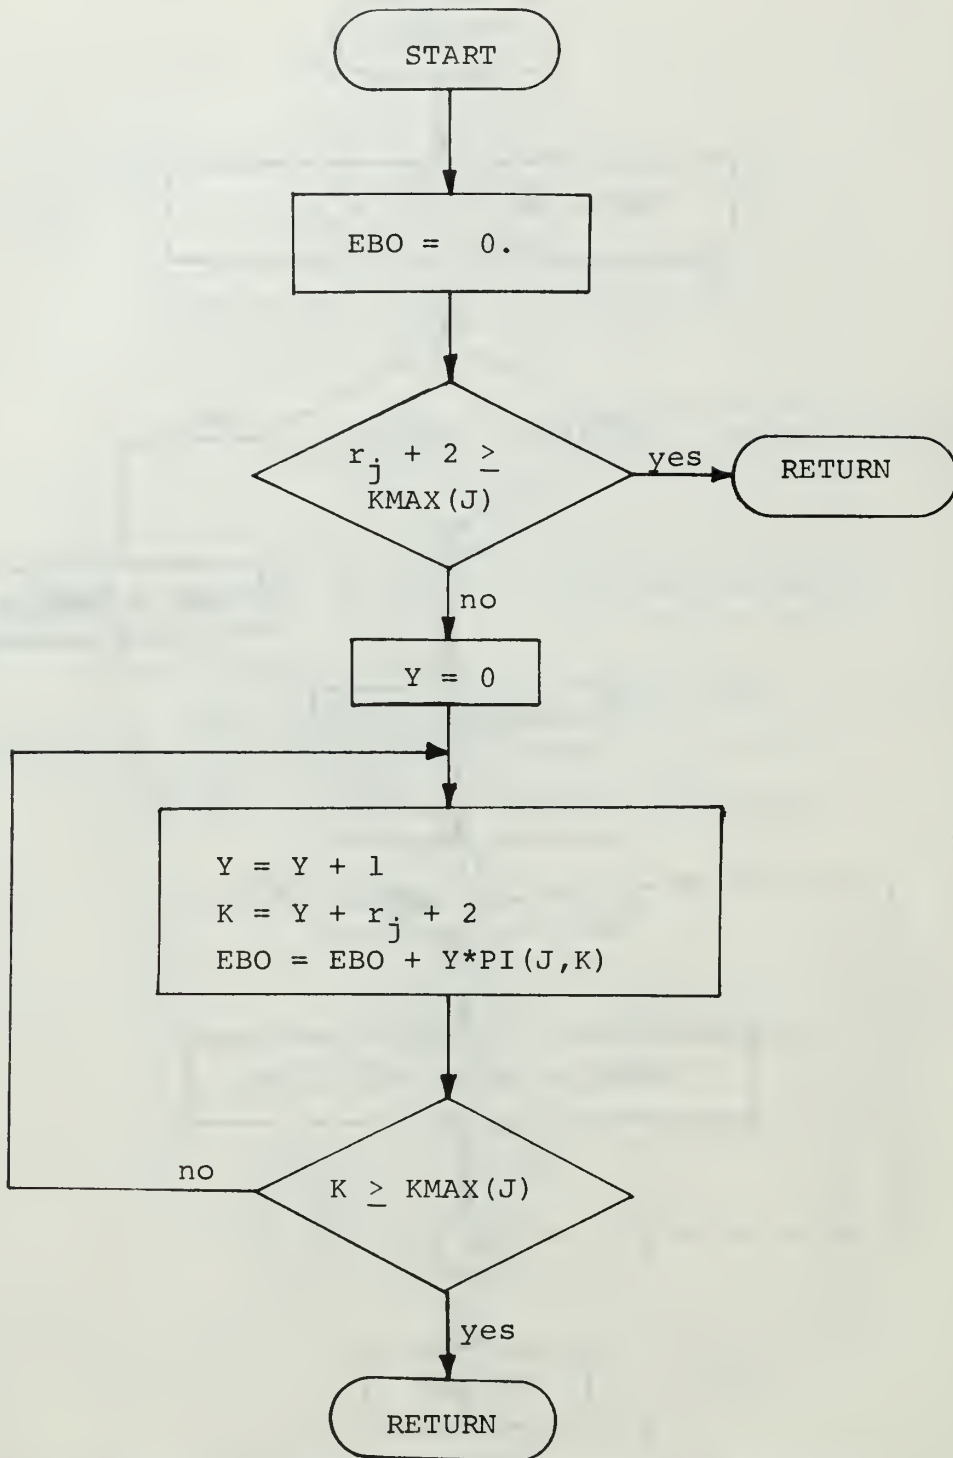 START
EBO = 0.
r_j + 2 ≥
KMAX(J)
yes
RETURN
no
Y = 0
Y = Y + 1
K = Y + r_j + 2
EBO = EBO + Y*PI(J,K)
no
K ≥ KMAX(J)
yes
RETURN